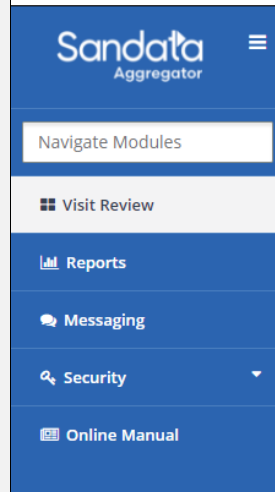 Sandata
Aggregator
Navigate Modules
Visit Review
Reports
Messaging
Security
Online Manual